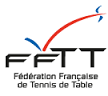 FFTT
Fédération Française
de Tennis de Table